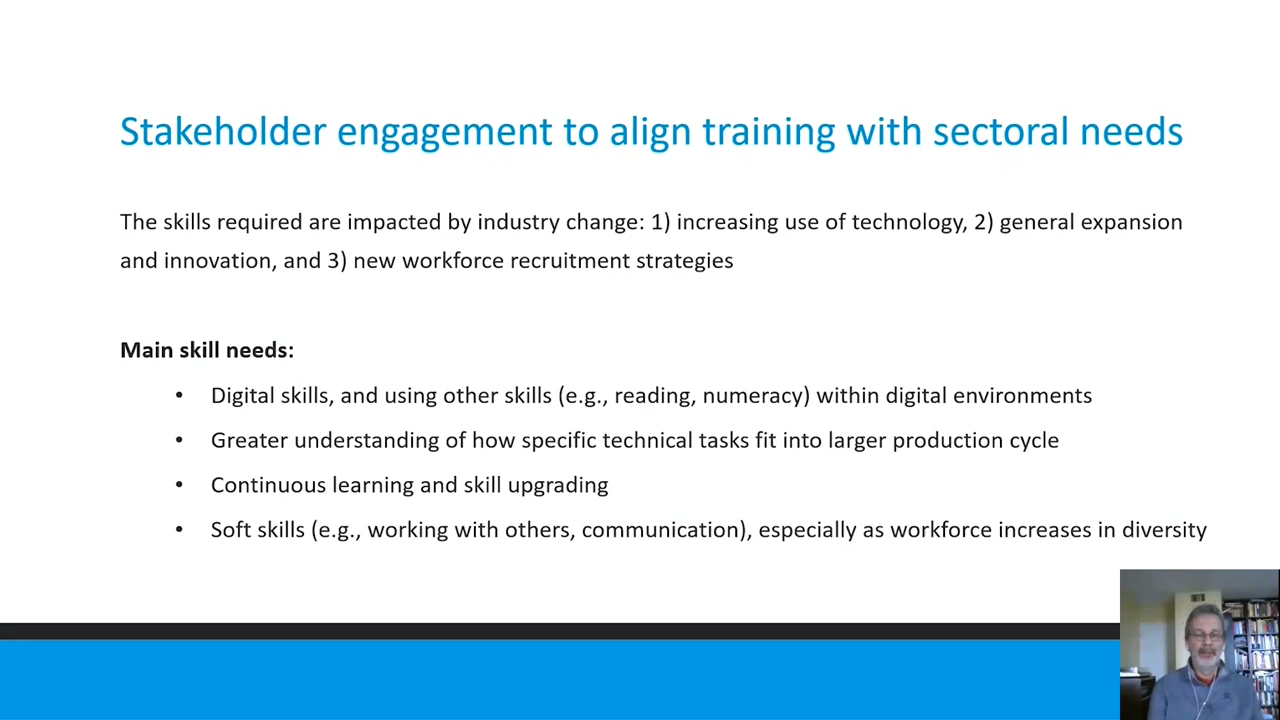 Stakeholder engagement to align training with sectoral needs
The skills required are impacted by industry change: 1) increasing use of technology, 2) general expansion
and innovation, and 3) new workforce recruitment strategies
Main skill needs:
• Digital skills, and using other skills (e.g., reading, numeracy) within digital environments
• Greater understanding of how specific technical tasks fit into larger production cycle
• Continuous learning and skill upgrading
• Soft skills (e.g., working with others, communication), especially as workforce increases in diversity